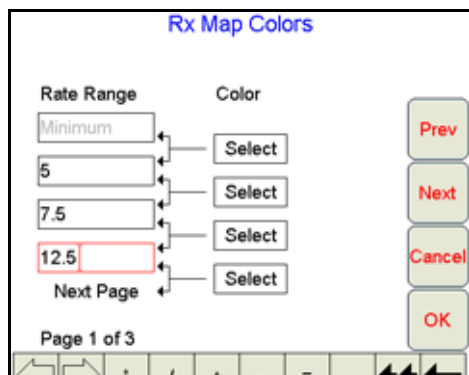 Rx Map Colors
Rate Range Color
Minimum
Select
5
Select
7.5
Select
12.5
Select
Next Page
Page 1 of 3
Prev
Next
Cancel
OK